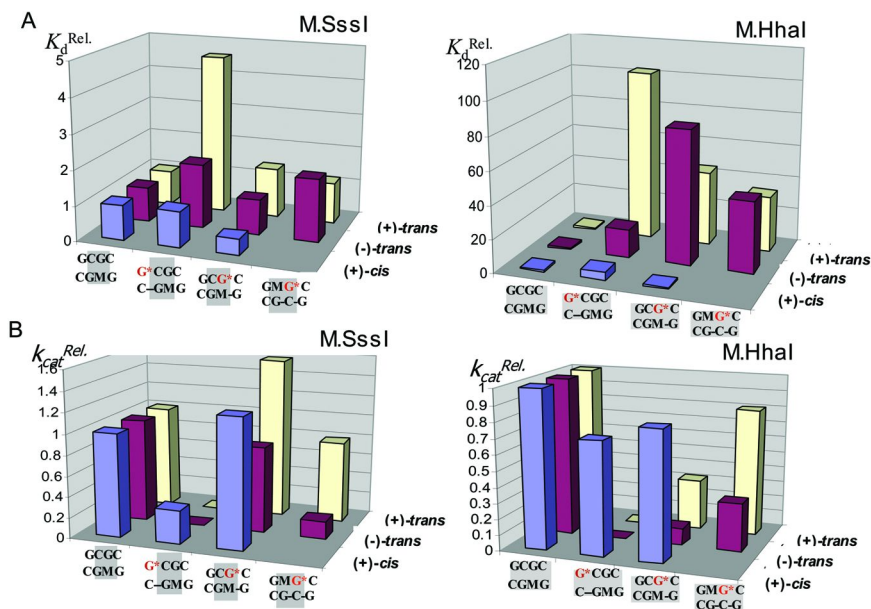 A
M.SssI
K_d^Rel.
5
4
3
2
1
0
(+)-trans
(-)-trans
(+)-cis
GCGC
CGMG
G*CGC
C–GMG
GCG*C
CGM-G
GMG*C
CG-C-G
M.HhaI
K_d^Rel.
120
100
80
60
40
20
0
(+)-trans
(-)-trans
(+)-cis
GCGC
CGMG
G*CGC
C–GMG
GCG*C
CGM-G
GMG*C
CG-C-G
B
M.SssI
k_cat^Rel.
1.6
1.4
1.2
1
0.8
0.6
0.4
0.2
0
(+)-trans
(-)-trans
(+)-cis
GCGC
CGMG
G*CGC
C–GMG
GCG*C
CGM-G
GMG*C
CG-C-G
M.HhaI
k_cat^Rel.
1
0.9
0.8
0.7
0.6
0.5
0.4
0.3
0.2
0.1
0
(+)-trans
(-)-trans
(+)-cis
GCGC
CGMG
G*CGC
C–GMG
GCG*C
CGM-G
GMG*C
CG-C-G